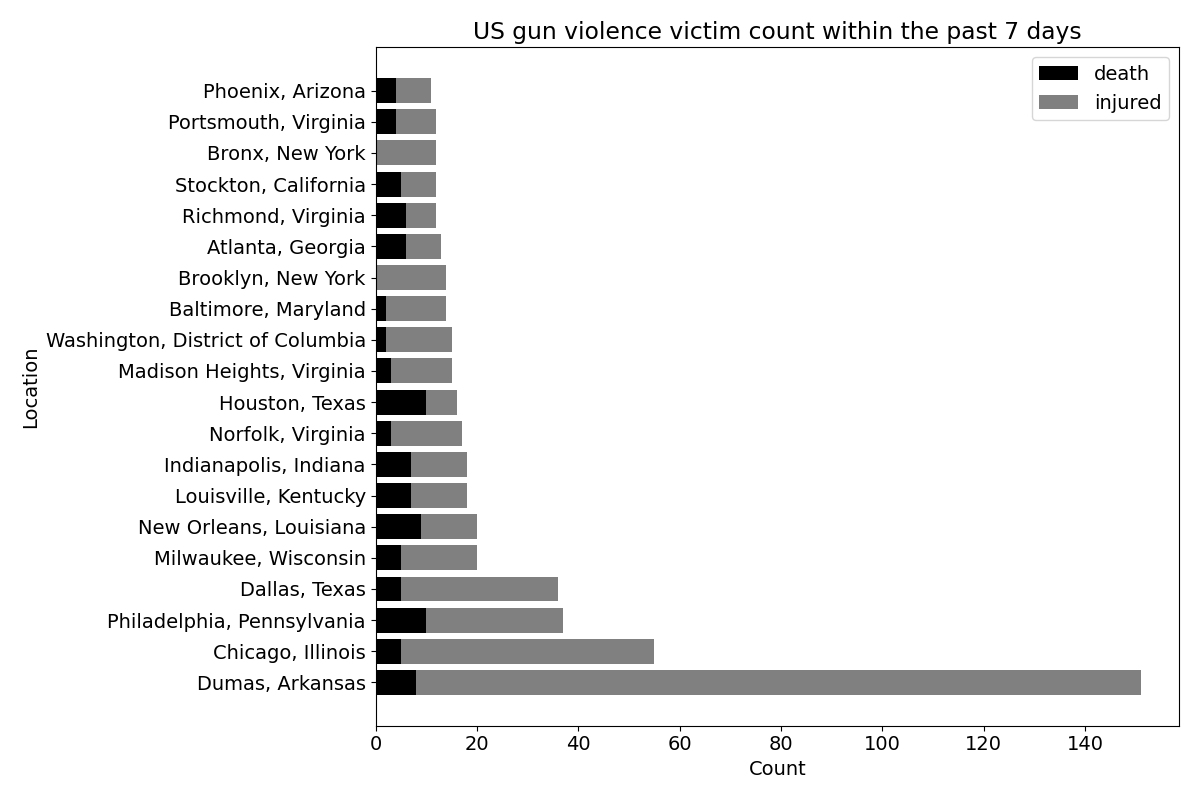 US gun violence victim count within the past 7 days
death
injured
Phoenix, Arizona
Portsmouth, Virginia
Bronx, New York
Stockton, California
Richmond, Virginia
Atlanta, Georgia
Brooklyn, New York
Baltimore, Maryland
Washington, District of Columbia
Madison Heights, Virginia
Houston, Texas
Norfolk, Virginia
Indianapolis, Indiana
Louisville, Kentucky
New Orleans, Louisiana
Milwaukee, Wisconsin
Dallas, Texas
Philadelphia, Pennsylvania
Chicago, Illinois
Dumas, Arkansas
Location
0 20 40 60 80 100 120 140
Count